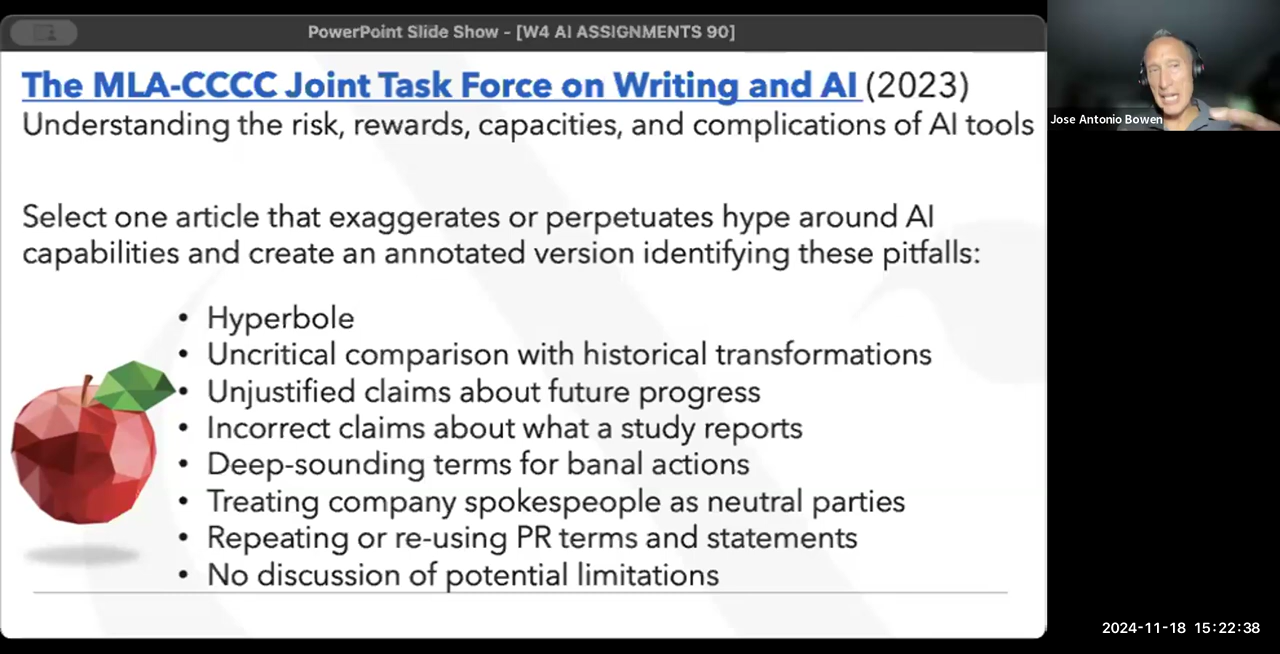 PowerPoint Slide Show - [W4 AI ASSIGNMENTS 90]
The MLA-CCCC Joint Task Force on Writing and AI (2023)
Understanding the risk, rewards, capacities, and complications of AI tools
Select one article that exaggerates or perpetuates hype around AI
capabilities and create an annotated version identifying these pitfalls:
• Hyperbole
• Uncritical comparison with historical transformations
• Unjustified claims about future progress
• Incorrect claims about what a study reports
• Deep-sounding terms for banal actions
• Treating company spokespeople as neutral parties
• Repeating or re-using PR terms and statements
• No discussion of potential limitations
Jose Antonio Bowen
2024-11-18 15:22:38